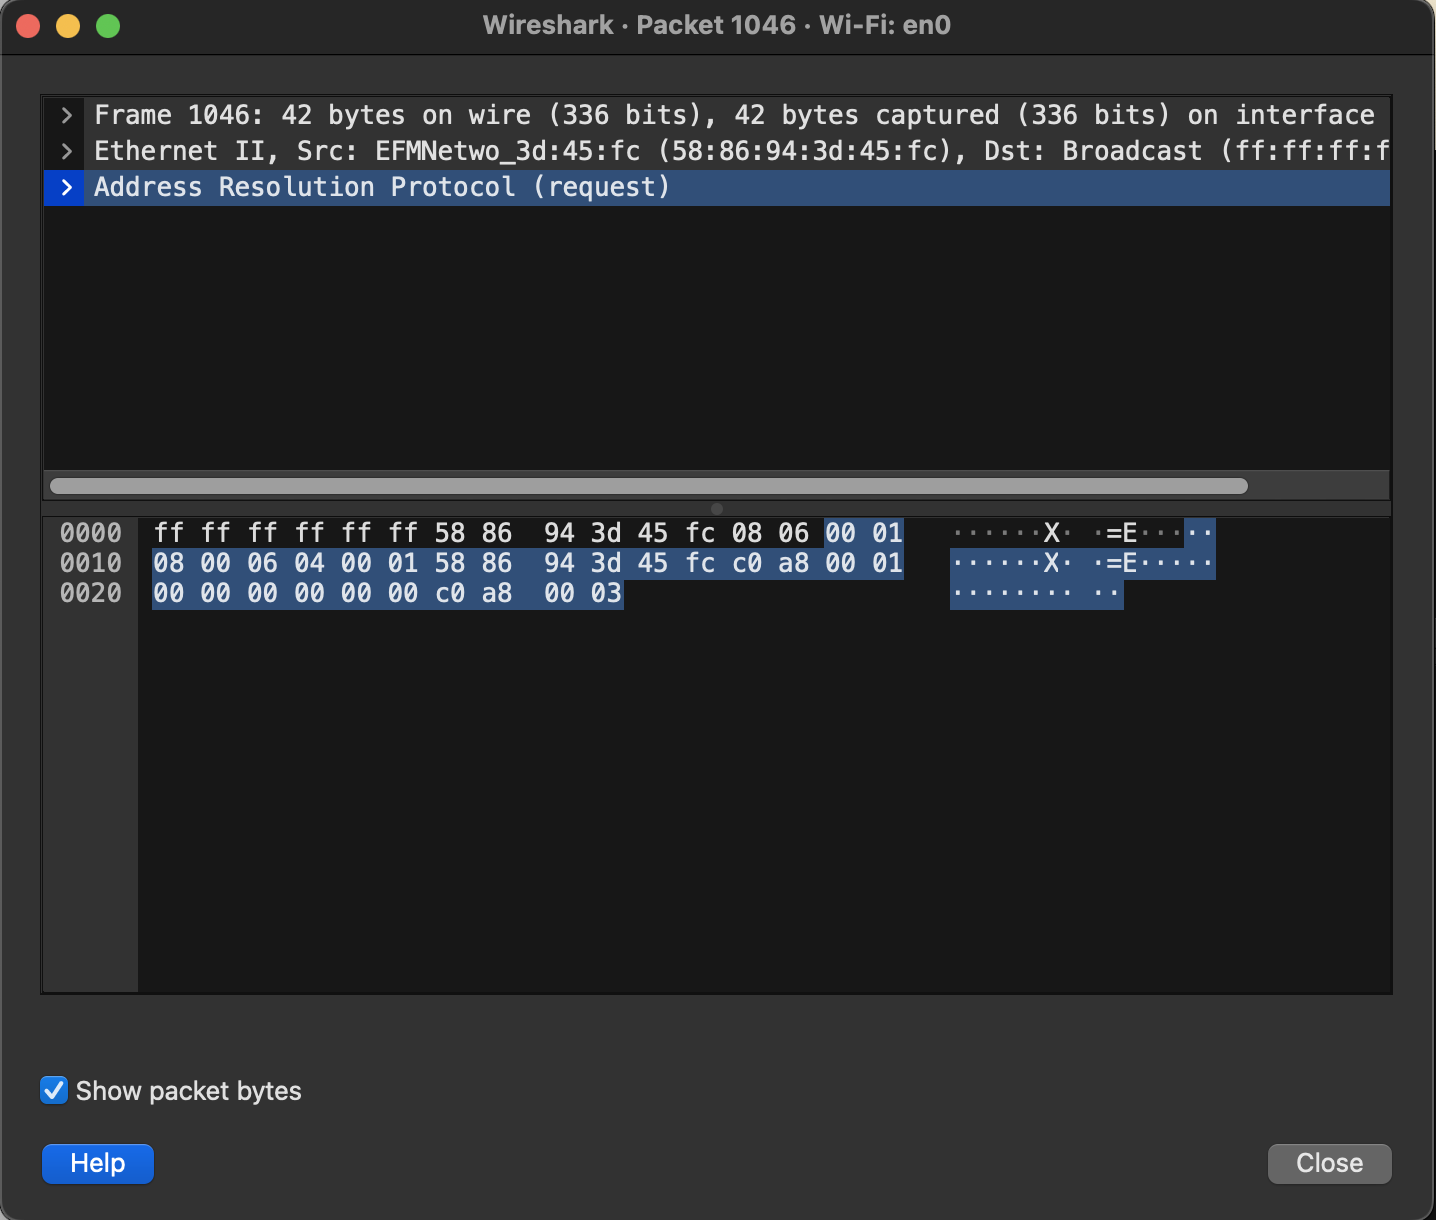 Wireshark · Packet 1046 · Wi-Fi: en0
> Frame 1046: 42 bytes on wire (336 bits), 42 bytes captured (336 bits) on interface
> Ethernet II, Src: EFMNetwo_3d:45:fc (58:86:94:3d:45:fc), Dst: Broadcast (ff:ff:ff:f
> Address Resolution Protocol (request)
0000 ff ff ff ff ff ff 58 86 94 3d 45 fc 08 06 00 01 ······X· ·=E·····
0010 08 00 06 04 00 01 58 86 94 3d 45 fc c0 a8 00 01 ······X· ·=E·····
0020 00 00 00 00 00 00 c0 a8 00 03 ········ ··
Show packet bytes
Help
Close